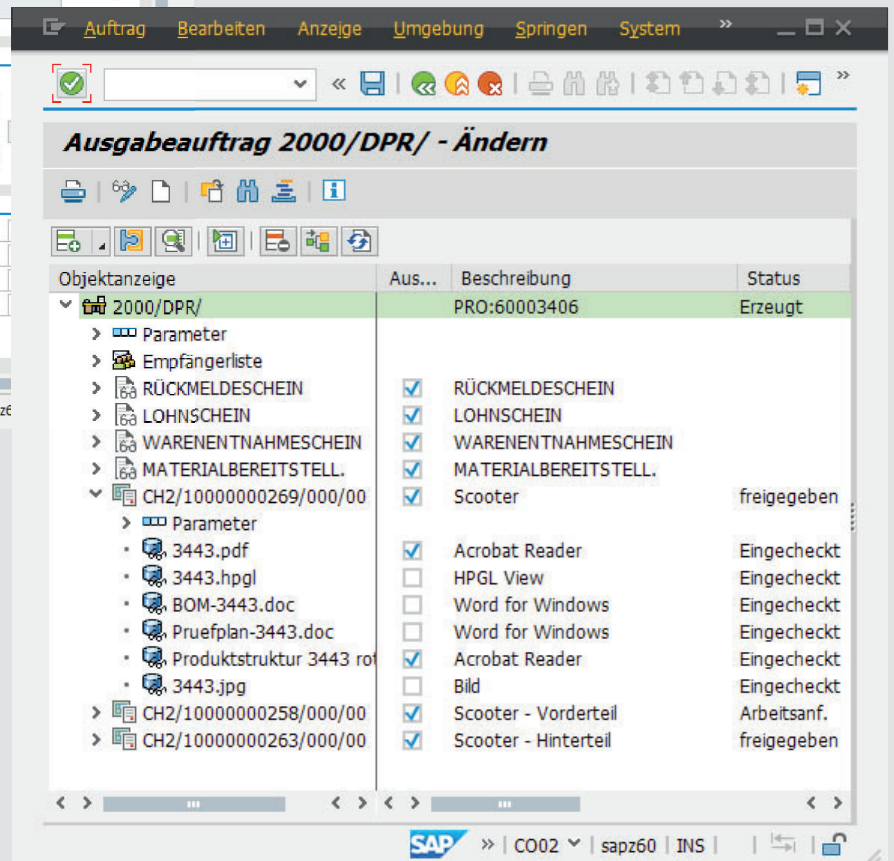 Auftrag Bearbeiten Anzeige Umgebung Springen System »
«
»
Ausgabeauftrag 2000/DPR/ - Ändern
Objektanzeige Aus... Beschreibung Status
2000/DPR/ PRO:60003406 Erzeugt
Parameter
Empfängerliste
RÜCKMELDESCHEIN RÜCKMELDESCHEIN
LOHNSCHEIN LOHNSCHEIN
WARENENTNAHMESCHEIN WARENENTNAHMESCHEIN
MATERIALBEREITSTELL. MATERIALBEREITSTELL.
CH2/10000000269/000/00 Scooter freigegeben
Parameter
3443.pdf Acrobat Reader Eingecheckt
3443.hpgl HPGL View Eingecheckt
BOM-3443.doc Word for Windows Eingecheckt
Pruefplan-3443.doc Word for Windows Eingecheckt
Produktstruktur 3443 rot Acrobat Reader Eingecheckt
3443.jpg Bild Eingecheckt
CH2/10000000258/000/00 Scooter - Vorderteil Arbeitsanf.
CH2/10000000263/000/00 Scooter - Hinterteil freigegeben
SAP » | CO02 | sapz60 | INS |